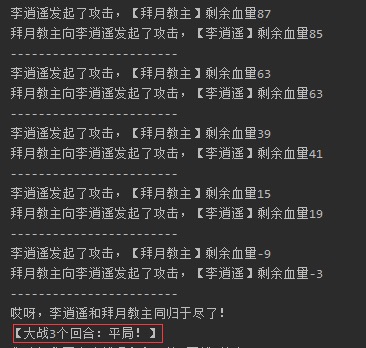 李逍遥发起了攻击，【拜月教主】剩余血量87
拜月教主向李逍遥发起了攻击，【李逍遥】剩余血量85
-------------------------
李逍遥发起了攻击，【拜月教主】剩余血量63
拜月教主向李逍遥发起了攻击，【李逍遥】剩余血量63
-------------------------
李逍遥发起了攻击，【拜月教主】剩余血量39
拜月教主向李逍遥发起了攻击，【李逍遥】剩余血量41
-------------------------
李逍遥发起了攻击，【拜月教主】剩余血量15
拜月教主向李逍遥发起了攻击，【李逍遥】剩余血量19
-------------------------
李逍遥发起了攻击，【拜月教主】剩余血量-9
拜月教主向李逍遥发起了攻击，【李逍遥】剩余血量-3
-------------------------
哎呀，李逍遥和拜月教主同归于尽了！
【大战3个回合：平局！】